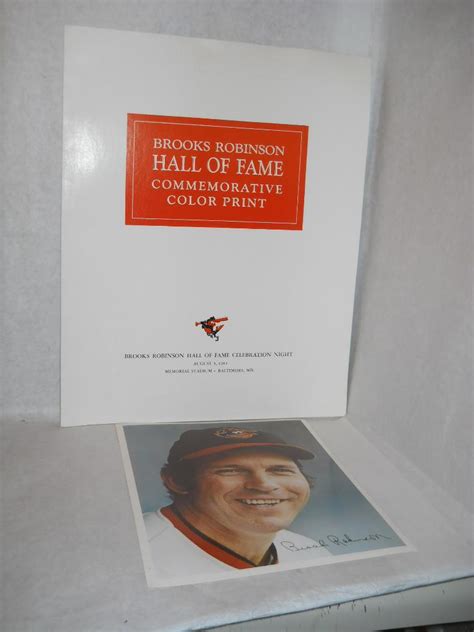 BROOKS ROBINSON
HALL OF FAME
COMMEMORATIVE
COLOR PRINT
BROOKS ROBINSON HALL OF FAME CELEBRATION NIGHT
AUGUST
MEMORIAL STADIUM - BALTIMORE, MD.
Brooks Robinson